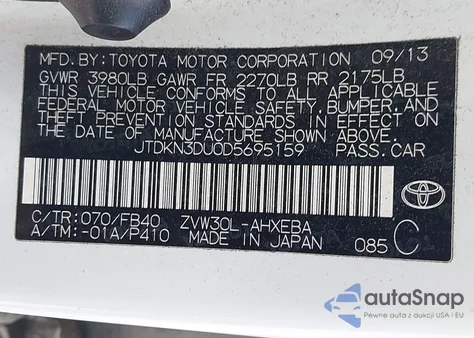 MFD.BY:TOYOTA MOTOR CORPORATION 09/13
GVWR 3980LB GAWR FR 2270LB RR 2175LB
THIS VEHICLE CONFORMS TO ALL APPLICABLE
FEDERAL MOTOR VEHICLE SAFETY, BUMPER, AND
THEFT PREVENTION STANDARDS IN EFFECT ON
THE DATE OF MANUFACTURE SHOWN ABOVE.
JTDKN3DU0D5695159 PASS.CAR
C/TR:070/FB40 ZVW30L-AHXEBA
A/TM:-01A/P410 MADE IN JAPAN 085 C
autoSnap
Pewne auta z aukcji USA i EU